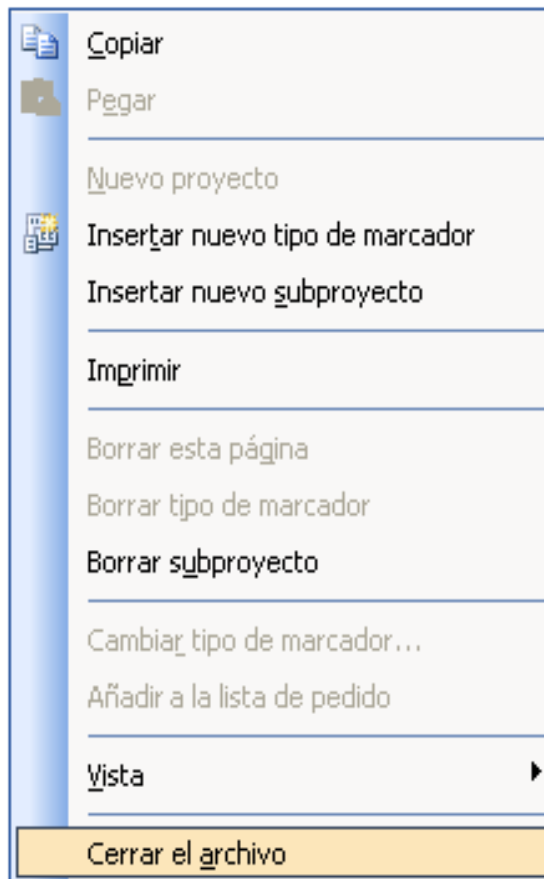 Copiar
Pegar
Nuevo proyecto
Insertar nuevo tipo de marcador
Insertar nuevo subproyecto
Imprimir
Borrar esta página
Borrar tipo de marcador
Borrar subproyecto
Cambiar tipo de marcador...
Añadir a la lista de pedido
Vista
Cerrar el archivo